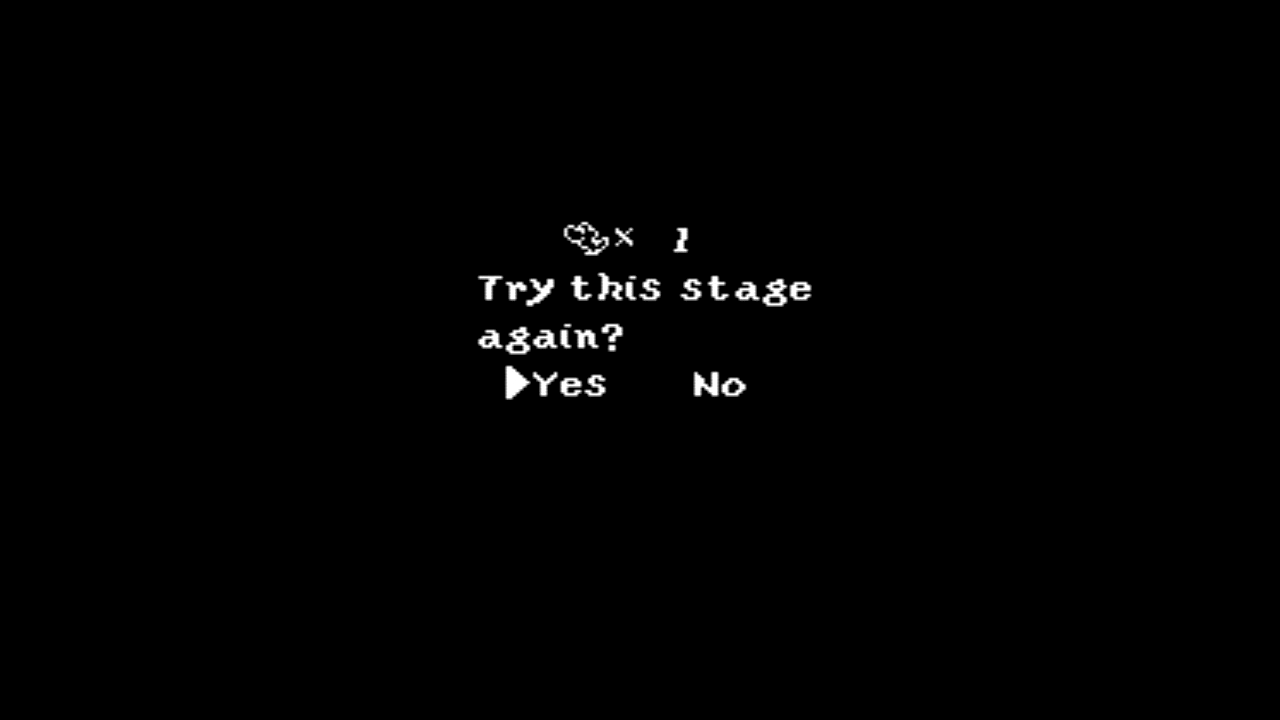 × 1
Try this stage
again?
Yes No